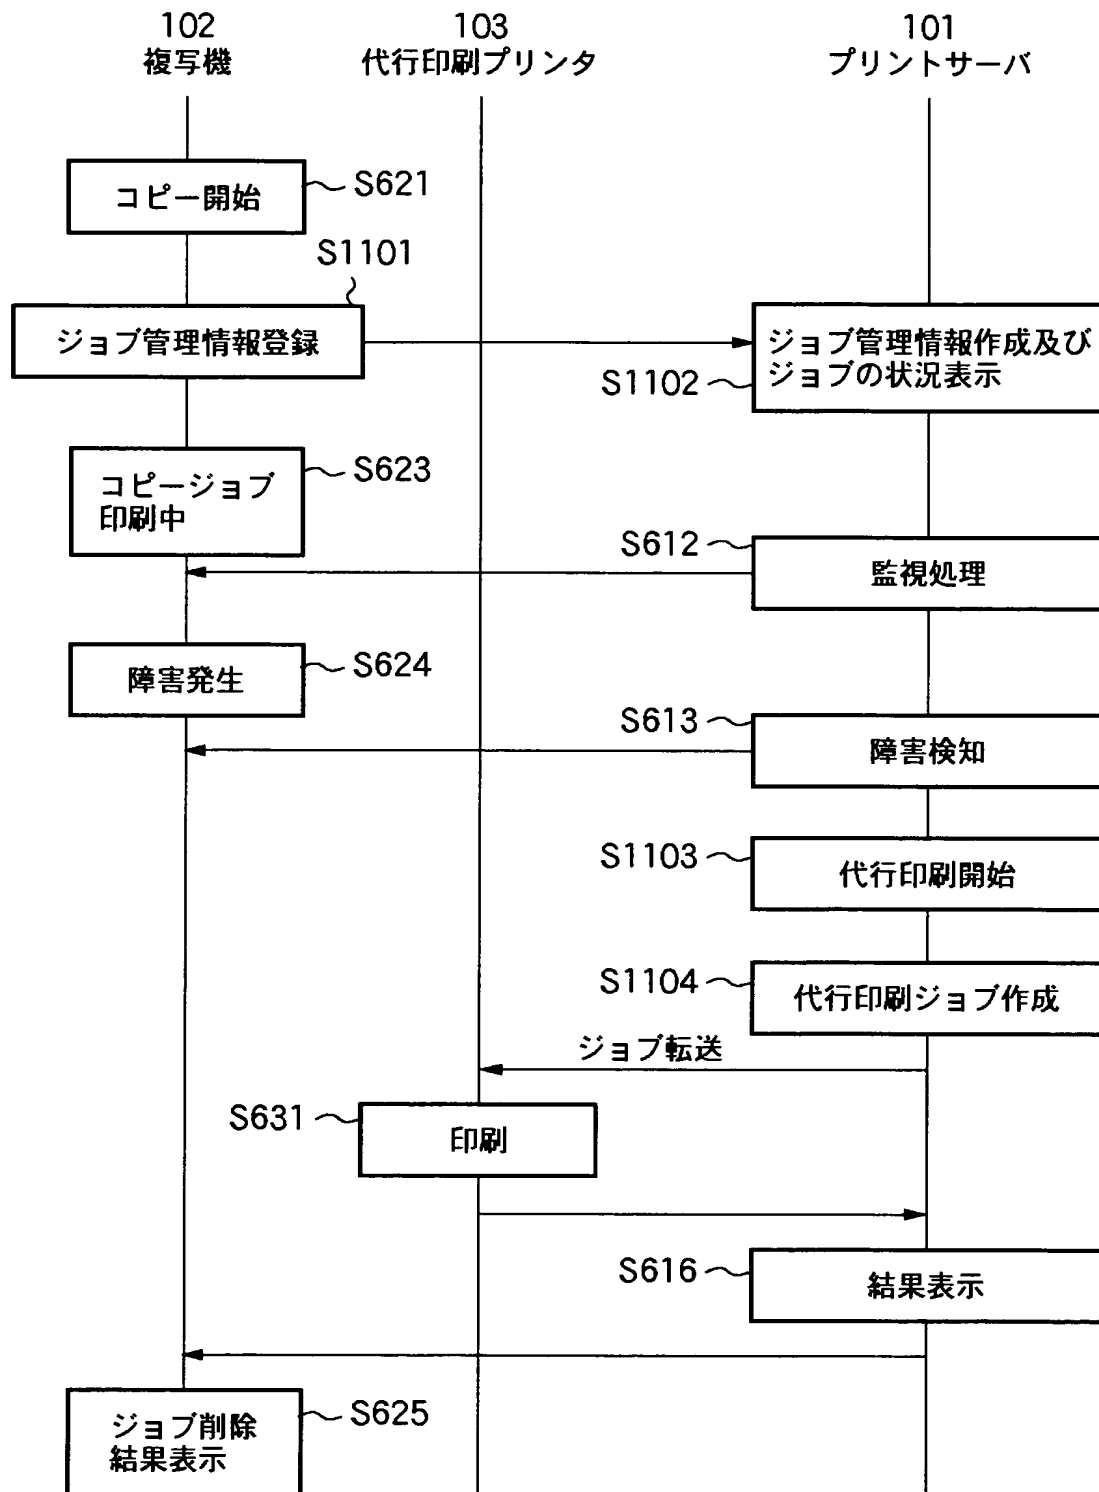 102
複写機
103
代行印刷プリンタ
101
プリントサーバ
コピー開始
S621
S1101
ジョブ管理情報登録
ジョブ管理情報作成及び
ジョブの状況表示
S1102
コピージョブ
印刷中
S623
S612
監視処理
障害発生
S624
S613
障害検知
S1103
代行印刷開始
S1104
代行印刷ジョブ作成
ジョブ転送
S631
印刷
S616
結果表示
ジョブ削除
結果表示
S625